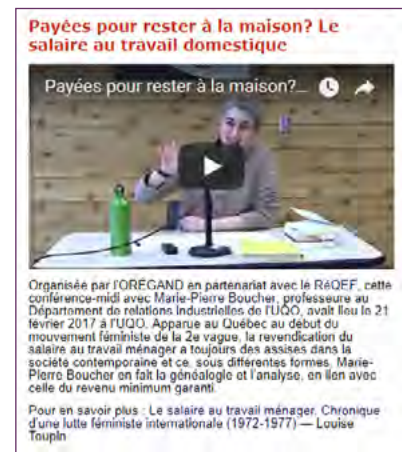 Payées pour rester à la maison? Le
salaire au travail domestique
Payées pour rester à la maison?...
Organisée par l'ORÉGAND en partenariat avec le RéQEF, cette
conférence-midi avec Marie-Pierre Boucher, professeure au
Département de relations industrielles de l'UQO, avait lieu le 21
février 2017 à l'UQO. Apparue au Québec au début du
mouvement féministe de la 2e vague, la revendication du
salaire au travail ménager a toujours des assises dans la
société contemporaine et ce, sous différentes formes. Marie-
Pierre Boucher en fait la généalogie et l'analyse, en lien avec
celle du revenu minimum garanti.
Pour en savoir plus : Le salaire au travail ménager. Chronique
d'une lutte féministe internationale (1972-1977) — Louise
Toupin